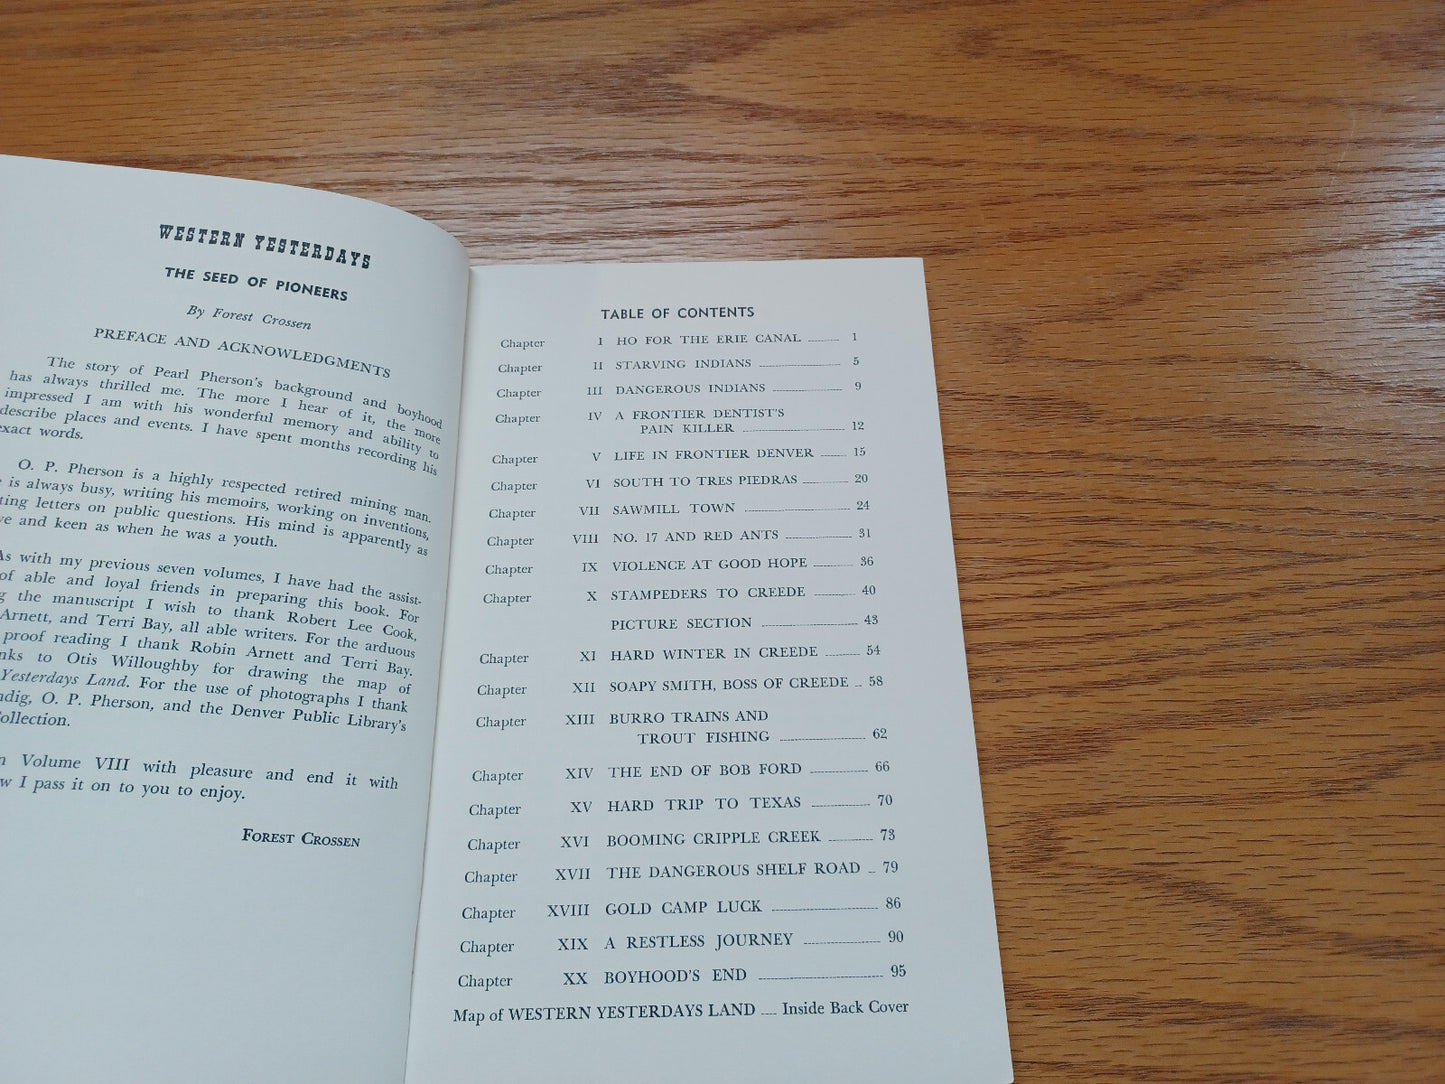 WESTERN YESTERDAYS
THE SEED OF PIONEERS
By Forest Crossen
PREFACE AND ACKNOWLEDGMENTS
The story of Pearl Pherson's background and boyhood
has always thrilled me. The more I hear of it, the more
impressed I am with his wonderful memory and ability to
describe places and events. I have spent months recording his
exact words.
O. P. Pherson is a highly respected retired mining man.
is always busy, writing his memoirs, working on inventions,
letters on public questions. His mind is apparently as
and keen as when he was a youth.
As with my previous seven volumes, I have had the assist-
of able and loyal friends in preparing this book. For
the manuscript I wish to thank Robert Lee Cook,
Arnett, and Terri Bay, all able writers. For the arduous
proof reading I thank Robin Arnett and Terri Bay.
to Otis Willoughby for drawing the map of
Yesterdays Land. For the use of photographs I thank
O. P. Pherson, and the Denver Public Library's
Collection.
Volume VIII with pleasure and end it with
I pass it on to you to enjoy.
FOREST CROSSEN
TABLE OF CONTENTS
Chapter I HO FOR THE ERIE CANAL 1
Chapter II STARVING INDIANS 5
Chapter III DANGEROUS INDIANS 9
Chapter IV A FRONTIER DENTIST'S
PAIN KILLER 12
Chapter V LIFE IN FRONTIER DENVER 15
Chapter VI SOUTH TO TRES PIEDRAS 20
Chapter VII SAWMILL TOWN 24
Chapter VIII NO. 17 AND RED ANTS 31
Chapter IX VIOLENCE AT GOOD HOPE 36
Chapter X STAMPEDERS TO CREEDE 40
PICTURE SECTION 43
Chapter XI HARD WINTER IN CREEDE 54
Chapter XII SOAPY SMITH, BOSS OF CREEDE 58
Chapter XIII BURRO TRAINS AND
TROUT FISHING 62
Chapter XIV THE END OF BOB FORD 66
Chapter XV HARD TRIP TO TEXAS 70
Chapter XVI BOOMING CRIPPLE CREEK 73
Chapter XVII THE DANGEROUS SHELF ROAD 79
Chapter XVIII GOLD CAMP LUCK 86
Chapter XIX A RESTLESS JOURNEY 90
Chapter XX BOYHOOD'S END 95
Map of WESTERN YESTERDAYS LAND Inside Back Cover